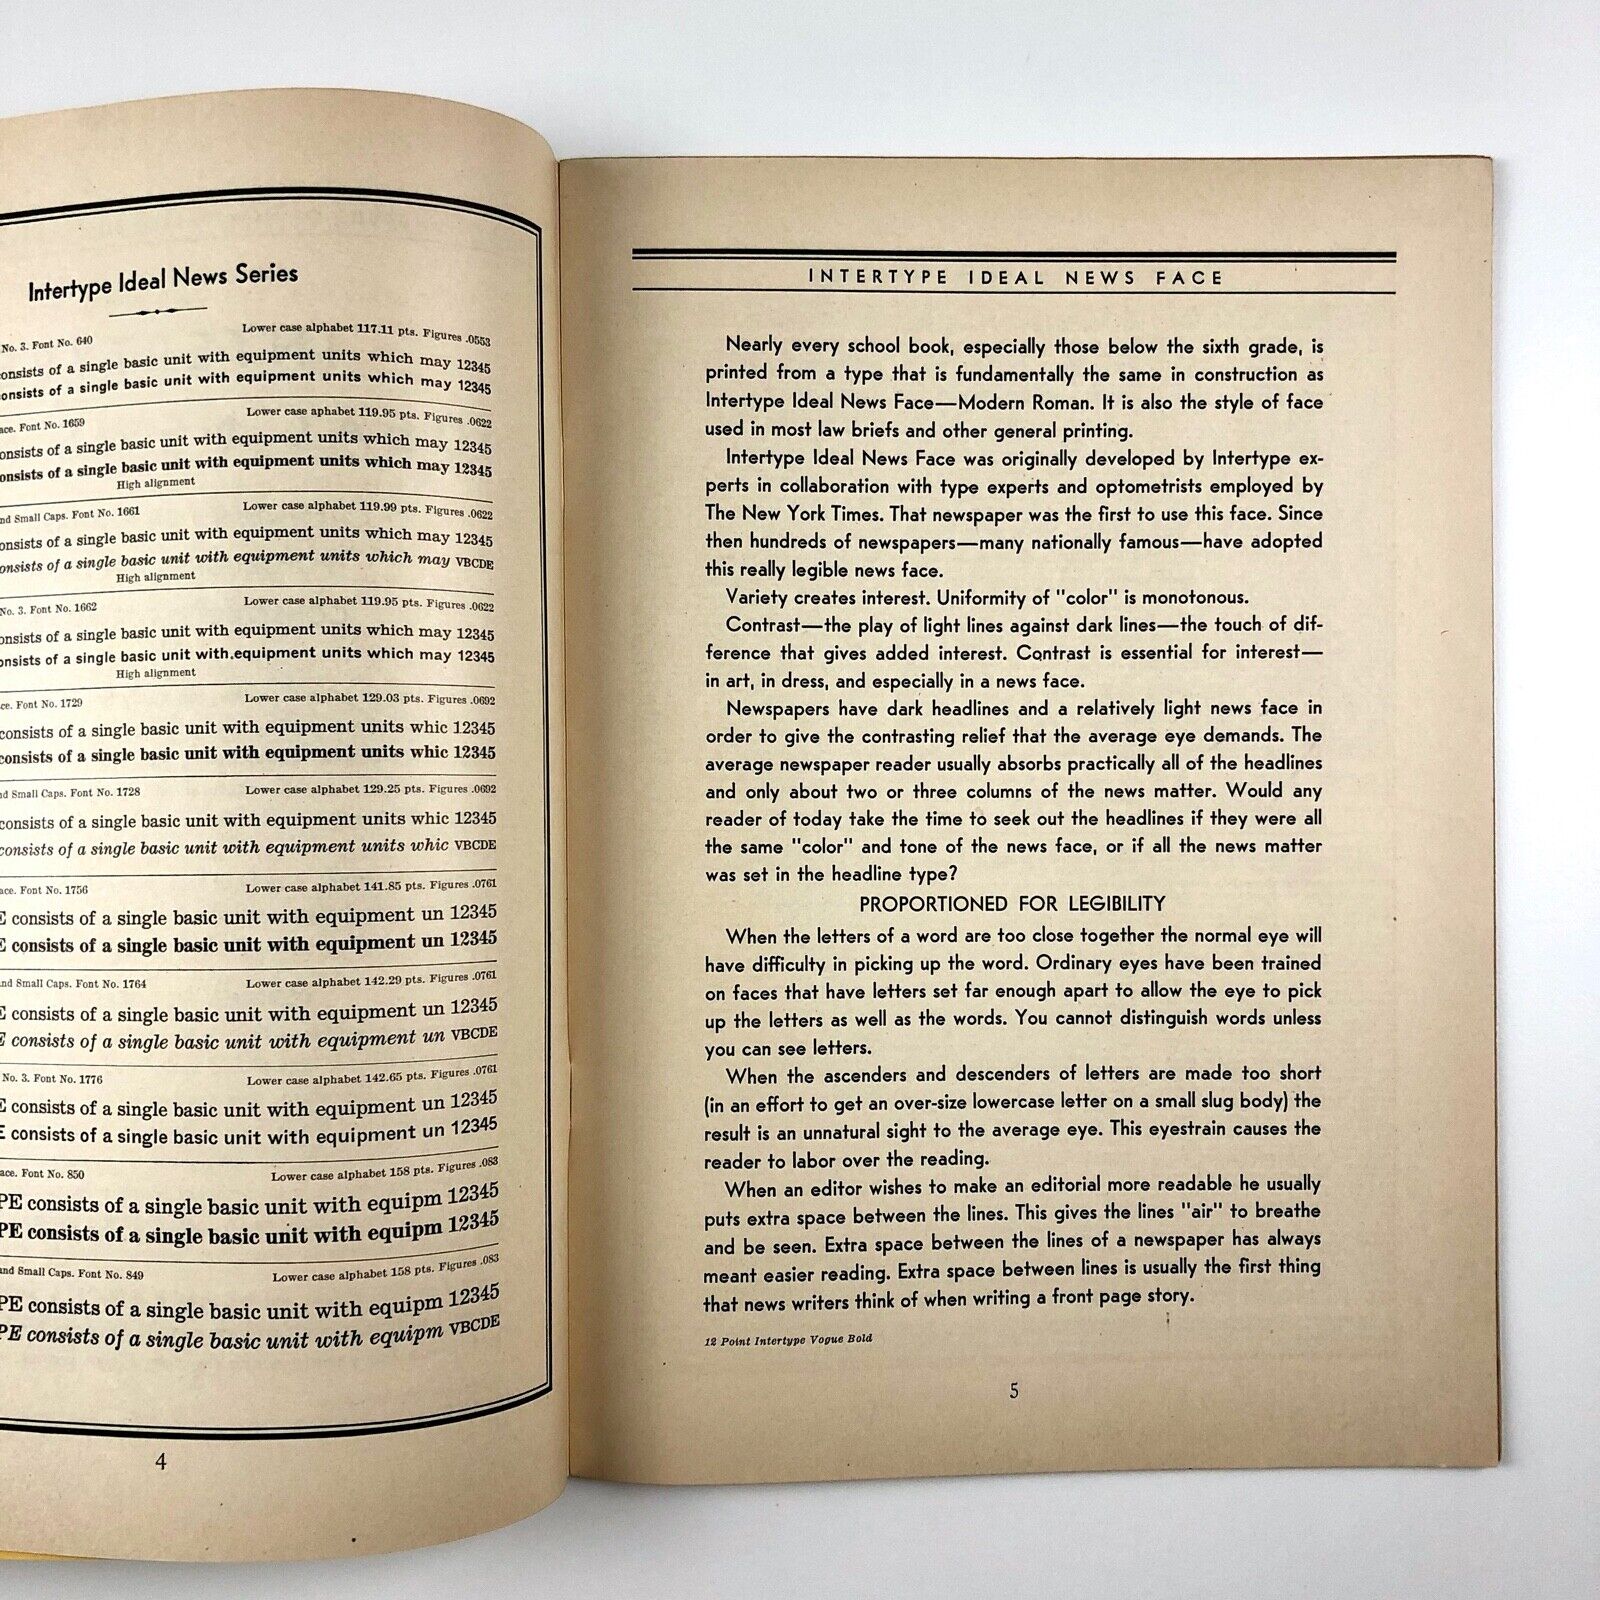 Intertype Ideal News Series
No. 3. Font No. 640 Lower case alphabet 117.11 pts. Figures .0553
consists of a single basic unit with equipment units which may 12345
consists of a single basic unit with equipment units which may 12345
Font No. 1659 Lower case aphabet 119.95 pts. Figures .0622
consists of a single basic unit with equipment units which may 12345
consists of a single basic unit with equipment units which may 12345
High alignment
and Small Caps. Font No. 1661 Lower case alphabet 119.99 pts. Figures .0622
consists of a single basic unit with equipment units which may 12345
consists of a single basic unit with equipment units which may VBCDE
High alignment
No. 3. Font No. 1662 Lower case alphabet 119.95 pts. Figures .0622
consists of a single basic unit with equipment units which may 12345
consists of a single basic unit with equipment units which may 12345
High alignment
Font No. 1729 Lower case alphabet 129.03 pts. Figures .0692
consists of a single basic unit with equipment units whic 12345
consists of a single basic unit with equipment units whic 12345
and Small Caps. Font No. 1728 Lower case alphabet 129.25 pts. Figures .0692
consists of a single basic unit with equipment units whic 12345
consists of a single basic unit with equipment units whic VBCDE
Font No. 1756 Lower case alphabet 141.85 pts. Figures .0761
E consists of a single basic unit with equipment un 12345
E consists of a single basic unit with equipment un 12345
and Small Caps. Font No. 1764 Lower case alphabet 142.29 pts. Figures .0761
E consists of a single basic unit with equipment un 12345
E consists of a single basic unit with equipment un VBCDE
No. 3. Font No. 1776 Lower case alphabet 142.65 pts. Figures .0761
E consists of a single basic unit with equipment un 12345
E consists of a single basic unit with equipment un 12345
Font No. 850 Lower case alphabet 158 pts. Figures .083
PE consists of a single basic unit with equipm 12345
PE consists of a single basic unit with equipm 12345
and Small Caps. Font No. 849 Lower case alphabet 158 pts. Figures .083
PE consists of a single basic unit with equipm 12345
PE consists of a single basic unit with equipm VBCDE
4
INTERTYPE IDEAL NEWS FACE
Nearly every school book, especially those below the sixth grade, is
printed from a type that is fundamentally the same in construction as
Intertype Ideal News Face—Modern Roman. It is also the style of face
used in most law briefs and other general printing.
Intertype Ideal News Face was originally developed by Intertype ex-
perts in collaboration with type experts and optometrists employed by
The New York Times. That newspaper was the first to use this face. Since
then hundreds of newspapers—many nationally famous—have adopted
this really legible news face.
Variety creates interest. Uniformity of "color" is monotonous.
Contrast—the play of light lines against dark lines—the touch of dif-
ference that gives added interest. Contrast is essential for interest—
in art, in dress, and especially in a news face.
Newspapers have dark headlines and a relatively light news face in
order to give the contrasting relief that the average eye demands. The
average newspaper reader usually absorbs practically all of the headlines
and only about two or three columns of the news matter. Would any
reader of today take the time to seek out the headlines if they were all
the same "color" and tone of the news face, or if all the news matter
was set in the headline type?
PROPORTIONED FOR LEGIBILITY
When the letters of a word are too close together the normal eye will
have difficulty in picking up the word. Ordinary eyes have been trained
on faces that have letters set far enough apart to allow the eye to pick
up the letters as well as the words. You cannot distinguish words unless
you can see letters.
When the ascenders and descenders of letters are made too short
(in an effort to get an over-size lowercase letter on a small slug body) the
result is an unnatural sight to the average eye. This eyestrain causes the
reader to labor over the reading.
When an editor wishes to make an editorial more readable he usually
puts extra space between the lines. This gives the lines "air" to breathe
and be seen. Extra space between the lines of a newspaper has always
meant easier reading. Extra space between lines is usually the first thing
that news writers think of when writing a front page story.
12 Point Intertype Vogue Bold
5